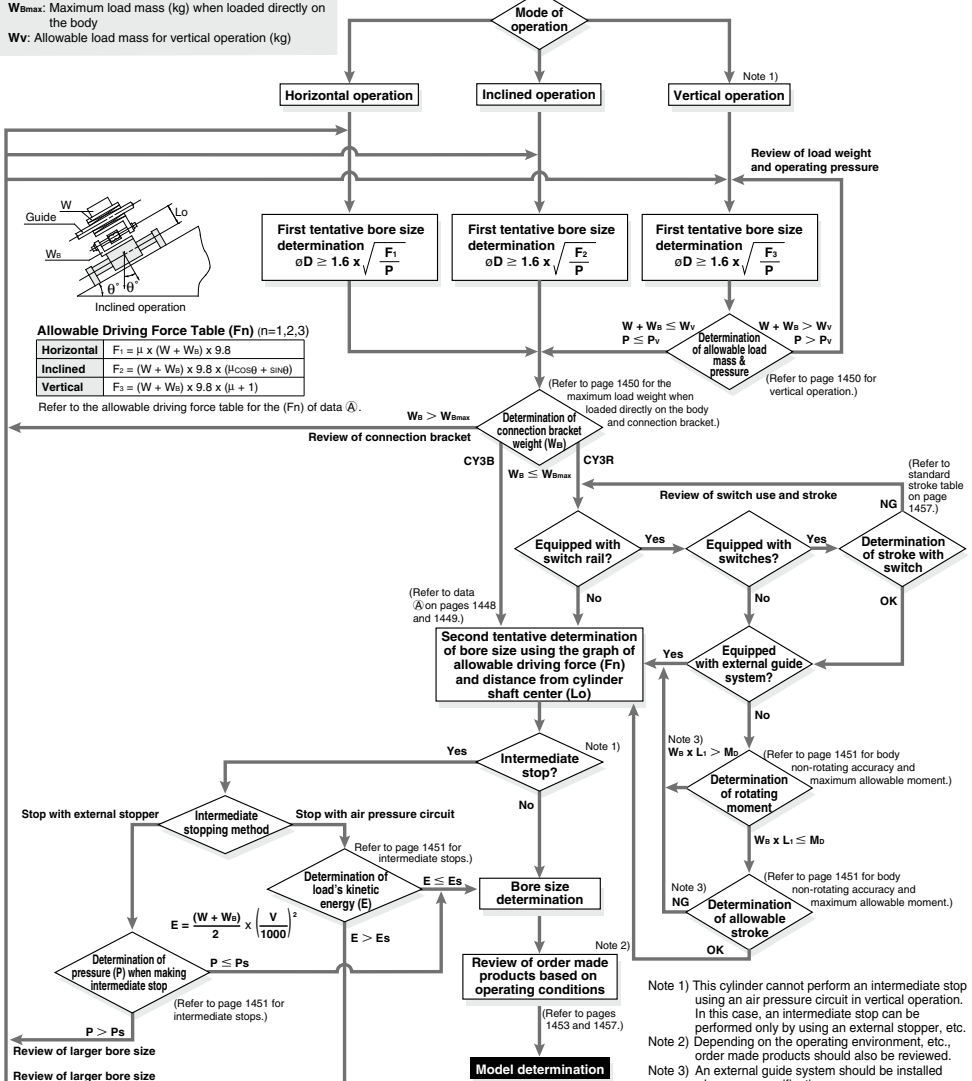 WBmax: Maximum load mass (kg) when loaded directly on
the body
Wv: Allowable load mass for vertical operation (kg)
Mode of
operation
Note 1)
Horizontal operation
Inclined operation
Vertical operation
Review of load weight
and operating pressure
W
Guide
Lo
WB
θ° θ°
Inclined operation
First tentative bore size
determination
øD ≥ 1.6 x √ F1 / P
First tentative bore size
determination
øD ≥ 1.6 x √ F2 / P
First tentative bore size
determination
øD ≥ 1.6 x √ F3 / P
W + WB ≤ Wv
P ≤ Pv
W + WB > Wv
P > Pv
Determination
of allowable load
mass &
pressure
(Refer to page 1450 for
vertical operation.)
Allowable Driving Force Table (Fn) (n=1,2,3)
Horizontal F1 = μ x (W + WB) x 9.8
Inclined F2 = (W + WB) x 9.8 x (μCOSθ + SINθ)
Vertical F3 = (W + WB) x 9.8 x (μ + 1)
Refer to the allowable driving force table for the (Fn) of data Ⓐ.
(Refer to page 1450 for the
maximum load weight when
loaded directly on the body
and connection bracket.)
WB > WBmax
Review of connection bracket
Determination of
connection bracket
weight (WB)
CY3B
CY3R
WB ≤ WBmax
Review of switch use and stroke
(Refer to
standard
stroke table
on page
1457.)
NG
Equipped with
switch rail?
Yes
Equipped with
switches?
Yes
Determination
of stroke with
switch
No
No
OK
(Refer to data
Ⓐ on pages 1448
and 1449.)
Second tentative determination
of bore size using the graph of
allowable driving force (Fn)
and distance from cylinder
shaft center (Lo)
Yes
Equipped
with external guide
system?
No
Note 3)
WB x L1 > MD
(Refer to page 1451 for body
non-rotating accuracy and
maximum allowable moment.)
Determination
of rotating
moment
WB x L1 ≤ MD
Note 3)
NG
(Refer to page 1451 for body
non-rotating accuracy and
maximum allowable moment.)
Determination
of allowable
stroke
OK
Yes
Intermediate
stop?
Note 1)
No
Stop with external stopper
Intermediate
stopping method
Stop with air pressure circuit
Refer to page 1451 for
intermediate stops.)
Determination of
load's kinetic
energy (E)
E ≤ Es
Bore size
determination
E = (W + WB) / 2 x ( V / 1000 ) 2
E > Es
Determination of
pressure (P) when making
intermediate stop
P ≤ Ps
(Refer to page 1451 for
intermediate stops.)
P > Ps
Review of larger bore size
Review of larger bore size
Note 2)
Review of order made
products based on
operating conditions
(Refer to pages
1453 and 1457.)
Model determination
Note 1) This cylinder cannot perform an intermediate stop
using an air pressure circuit in vertical operation.
In this case, an intermediate stop can be
performed only by using an external stopper, etc.
Note 2) Depending on the operating environment, etc.,
order made products should also be reviewed.
Note 3) An external guide system should be installed